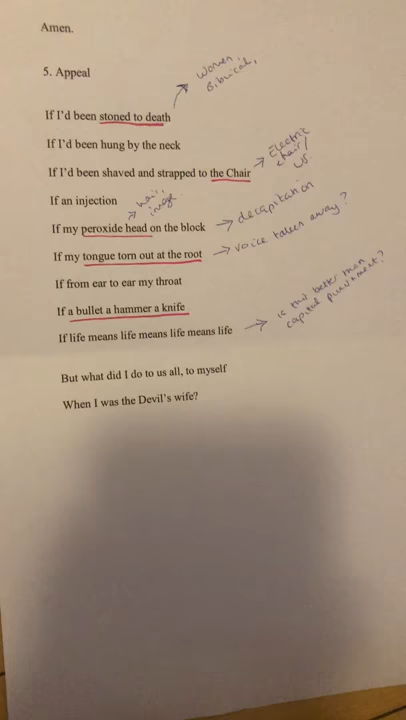 Amen.
5. Appeal
women.
Biblical.
If I'd been stoned to death
If I'd been hung by the neck
Electric
chair/
US.
If I'd been shaved and strapped to the Chair
If an injection
hair,
image
decapitation
If my peroxide head on the block
voice taken away?
If my tongue torn out at the root
If from ear to ear my throat
If a bullet a hammer a knife
is this better than
capital punishment?
If life means life means life means life
But what did I do to us all, to myself
When I was the Devil's wife?